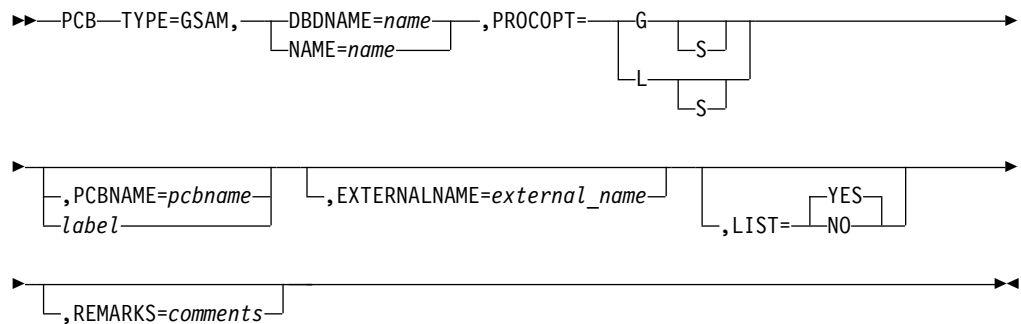 PCB TYPE=GSAM, DBDNAME=name ,PROCOPT= G
NAME=name S
L
S
,PCBNAME=pcbname ,EXTERNALNAME=external_name YES
label ,LIST= NO
,REMARKS=comments